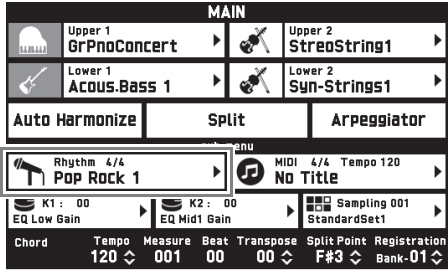 MAIN
Upper 1
GrPnoConcert
Upper 2
StreoString1
Lower 1
Acous.Bass 1
Lower 2
Syn-Strings1
Auto Harmonize
Split
Arpeggiator
menu
Rhythm 4/4
Pop Rock 1
MIDI 4/4 Tempo 120
No Title
K1 : 00
EQ Low Gain
K2 : 00
EQ Mid1 Gain
Sampling 001
StandardSet1
Chord Tempo Measure Beat Transpose Split Point Registration
120 001 00 00 F#3 Bank-01